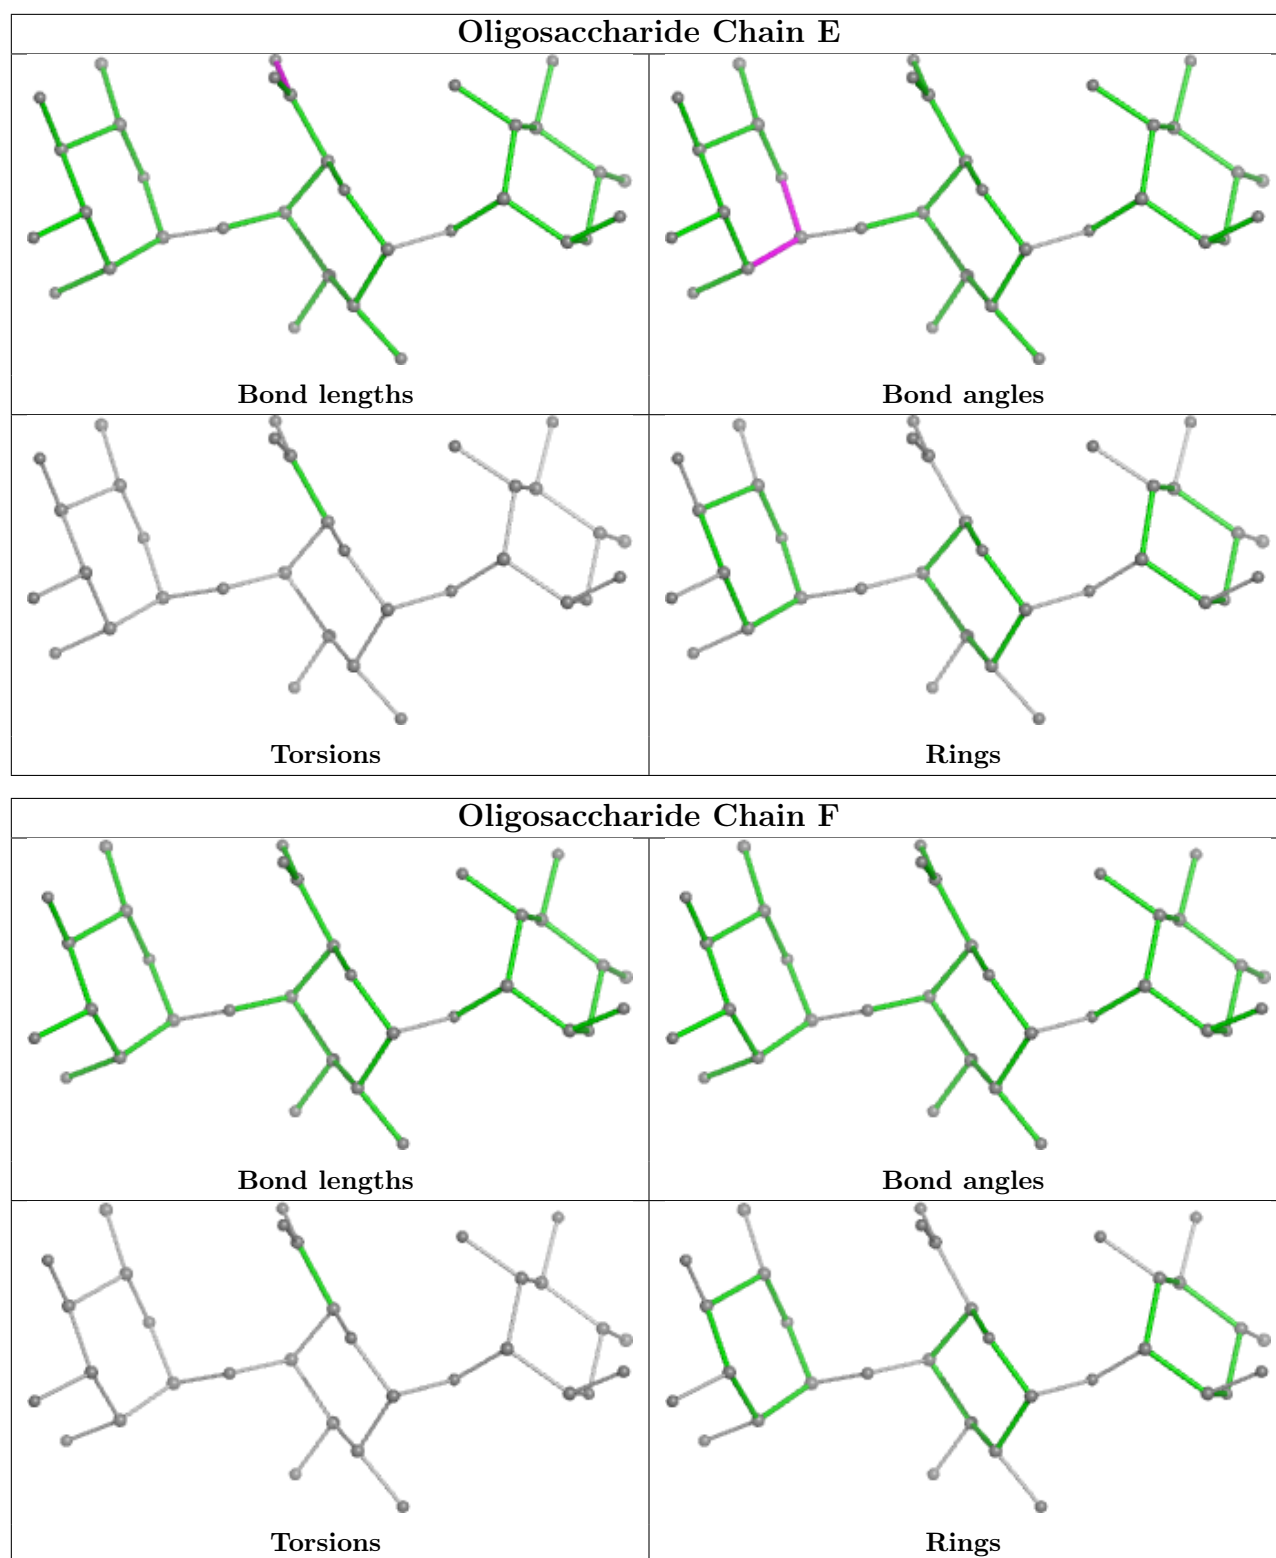 Oligosaccharide Chain E
Bond lengths
Bond angles
Torsions
Rings
Oligosaccharide Chain F
Bond lengths
Bond angles
Torsions
Rings